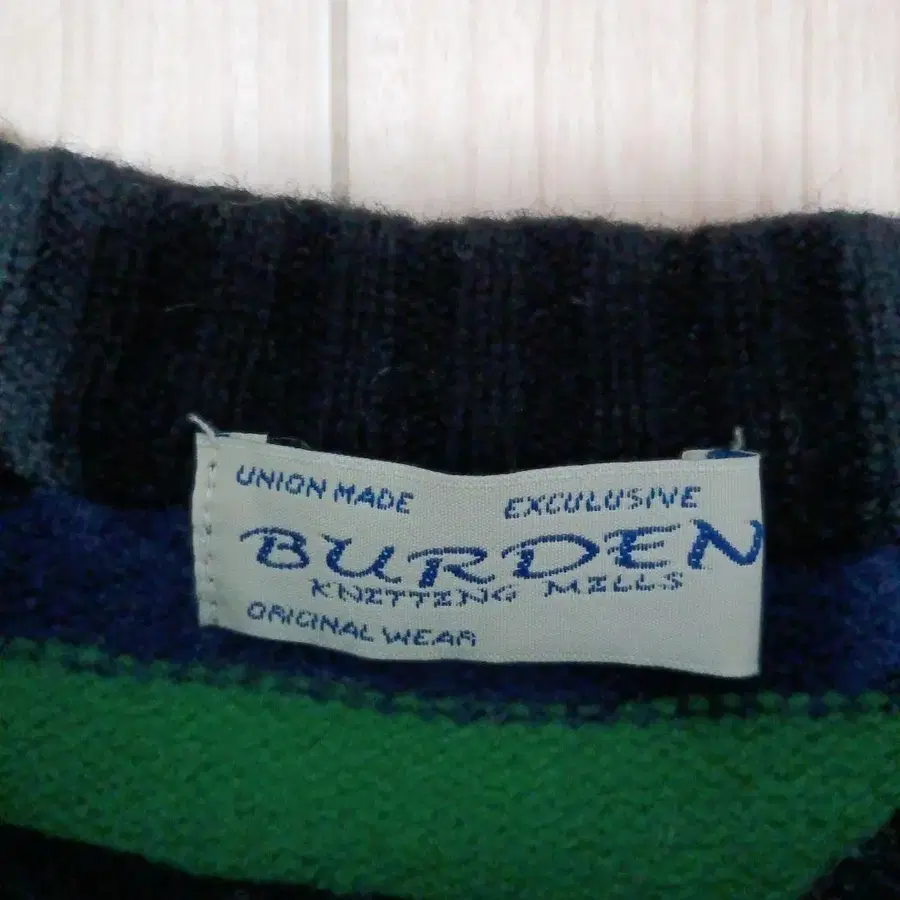 UNION MADE EXCULUSIVE
BURDEN
KNITTING MILLS
ORIGINAL WEAR